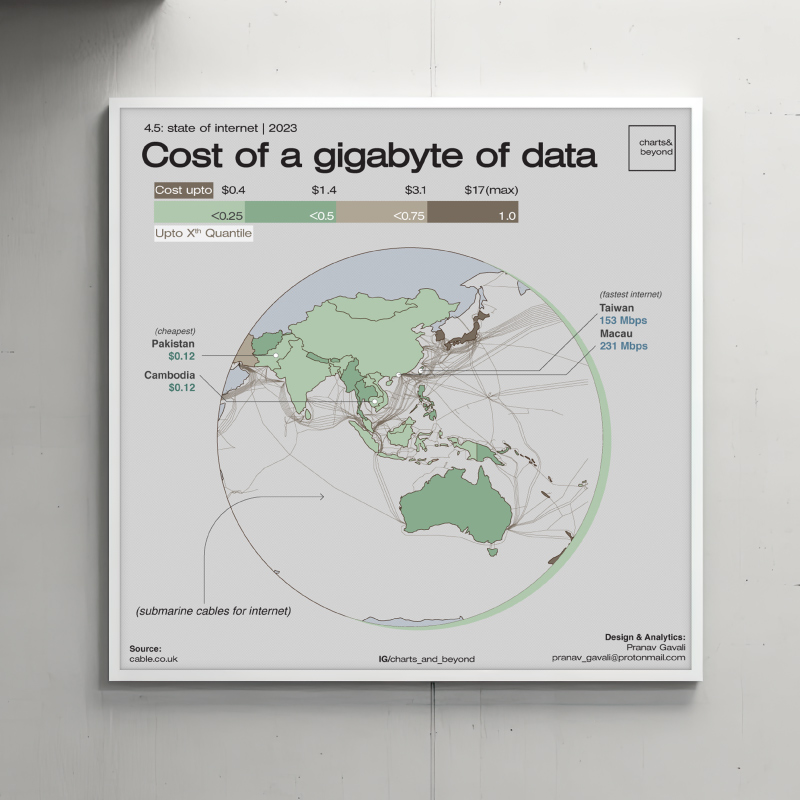 4.5: state of internet | 2023
Cost of a gigabyte of data
charts&
beyond
Cost upto $0.4 $1.4 $3.1 $17(max)
<0.25 <0.5 <0.75 1.0
Upto Xth Quantile
(cheapest)
Pakistan
$0.12
Cambodia
$0.12
(fastest internet)
Taiwan
153 Mbps
Macau
231 Mbps
(submarine cables for internet)
Source:
cable.co.uk
IG/charts_and_beyond
Design & Analytics:
Pranav Gavali
pranav_gavali@protonmail.com